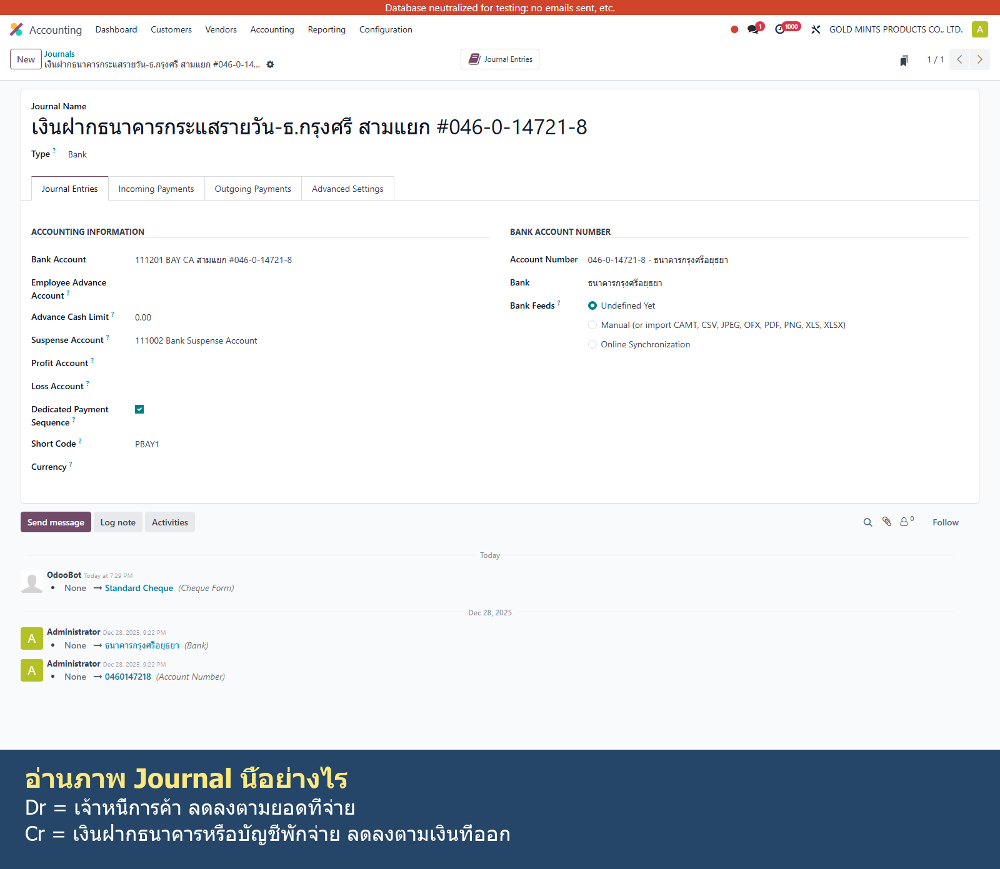 Database neutralized for testing: no emails sent, etc.
Accounting Dashboard Customers Vendors Accounting Reporting Configuration 1 1000 GOLD MINTS PRODUCTS CO., LTD. A
New Journals Journal Entries 1 / 1
เงินฝากธนาคารกระแสรายวัน-ธ.กรุงศรี สามแยก #046-0-14...
Journal Name
เงินฝากธนาคารกระแสรายวัน-ธ.กรุงศรี สามแยก #046-0-14721-8
Type ? Bank
Journal Entries Incoming Payments Outgoing Payments Advanced Settings
ACCOUNTING INFORMATION
Bank Account 111201 BAY CA สามแยก #046-0-14721-8
Employee Advance
Account ?
Advance Cash Limit ? 0.00
Suspense Account ? 111002 Bank Suspense Account
Profit Account ?
Loss Account ?
Dedicated Payment
Sequence ?
Short Code ? PBAY1
Currency ?
BANK ACCOUNT NUMBER
Account Number 046-0-14721-8 - ธนาคารกรุงศรีอยุธยา
Bank ธนาคารกรุงศรีอยุธยา
Bank Feeds ? Undefined Yet
Manual (or import CAMT, CSV, JPEG, OFX, PDF, PNG, XLS, XLSX)
Online Synchronization
Send message Log note Activities 0 Follow
Today
OdooBot Today at 7:29 PM
• None → Standard Cheque (Cheque Form)
Dec 28, 2025
A Administrator Dec 28, 2025, 9:22 PM
• None → ธนาคารกรุงศรีอยุธยา (Bank)
A Administrator Dec 28, 2025, 9:22 PM
• None → 0460147218 (Account Number)
อ่านภาพ Journal นี้อย่างไร
Dr = เจ้าหนี้การค้า ลดลงตามยอดที่จ่าย
Cr = เงินฝากธนาคารหรือบัญชีพักจ่าย ลดลงตามเงินที่ออก